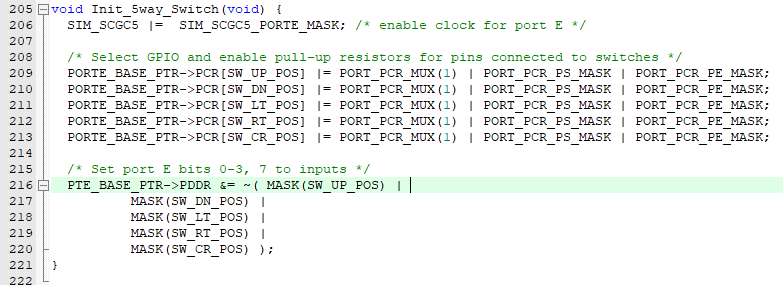 205 void Init_5way_Switch(void) {
206 SIM_SCGC5 |= SIM_SCGC5_PORTE_MASK; /* enable clock for port E */
207
208 /* Select GPIO and enable pull-up resistors for pins connected to switches */
209 PORTE_BASE_PTR->PCR[SW_UP_POS] |= PORT_PCR_MUX(1) | PORT_PCR_PS_MASK | PORT_PCR_PE_MASK;
210 PORTE_BASE_PTR->PCR[SW_DN_POS] |= PORT_PCR_MUX(1) | PORT_PCR_PS_MASK | PORT_PCR_PE_MASK;
211 PORTE_BASE_PTR->PCR[SW_LT_POS] |= PORT_PCR_MUX(1) | PORT_PCR_PS_MASK | PORT_PCR_PE_MASK;
212 PORTE_BASE_PTR->PCR[SW_RT_POS] |= PORT_PCR_MUX(1) | PORT_PCR_PS_MASK | PORT_PCR_PE_MASK;
213 PORTE_BASE_PTR->PCR[SW_CR_POS] |= PORT_PCR_MUX(1) | PORT_PCR_PS_MASK | PORT_PCR_PE_MASK;
214
215 /* Set port E bits 0-3, 7 to inputs */
216 PTE_BASE_PTR->PDDR &= ~( MASK(SW_UP_POS) |
217 MASK(SW_DN_POS) |
218 MASK(SW_LT_POS) |
219 MASK(SW_RT_POS) |
220 MASK(SW_CR_POS) );
221 }
222